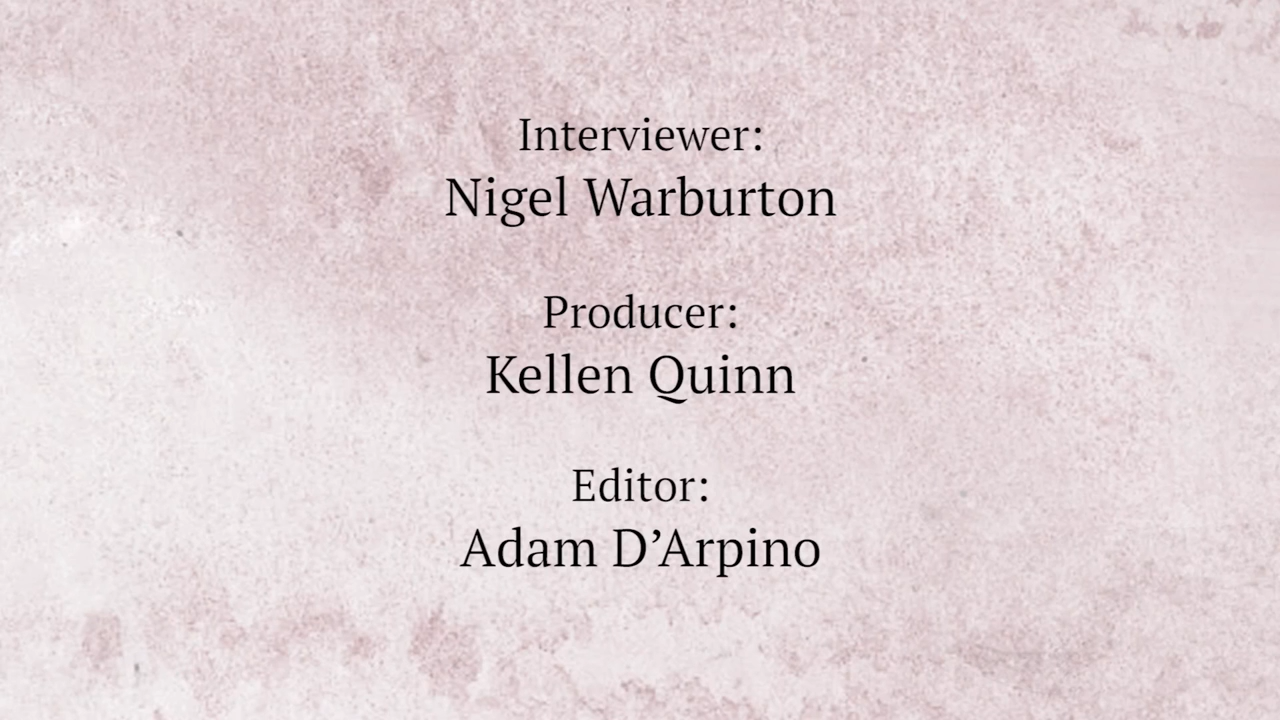 Interviewer:
Nigel Warburton
Producer:
Kellen Quinn
Editor:
Adam D’Arpino